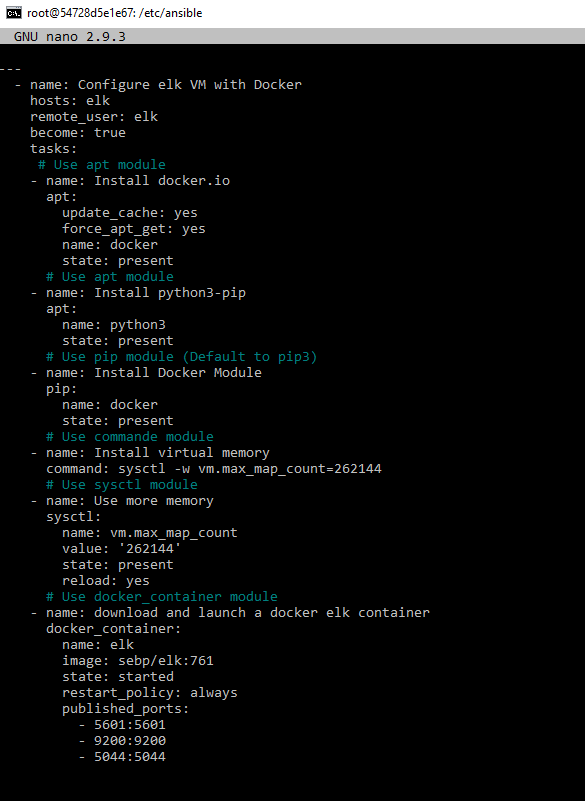 root@54728d5e1e67: /etc/ansible
GNU nano 2.9.3
---
  - name: Configure elk VM with Docker
    hosts: elk
    remote_user: elk
    become: true
    tasks:
     # Use apt module
    - name: Install docker.io
      apt:
        update_cache: yes
        force_apt_get: yes
        name: docker
        state: present
      # Use apt module
    - name: Install python3-pip
      apt:
        name: python3
        state: present
      # Use pip module (Default to pip3)
    - name: Install Docker Module
      pip:
        name: docker
        state: present
      # Use commande module
    - name: Install virtual memory
      command: sysctl -w vm.max_map_count=262144
      # Use sysctl module
    - name: Use more memory
      sysctl:
        name: vm.max_map_count
        value: '262144'
        state: present
        reload: yes
      # Use docker_container module
    - name: download and launch a docker elk container
      docker_container:
        name: elk
        image: sebp/elk:761
        state: started
        restart_policy: always
        published_ports:
          - 5601:5601
          - 9200:9200
          - 5044:5044